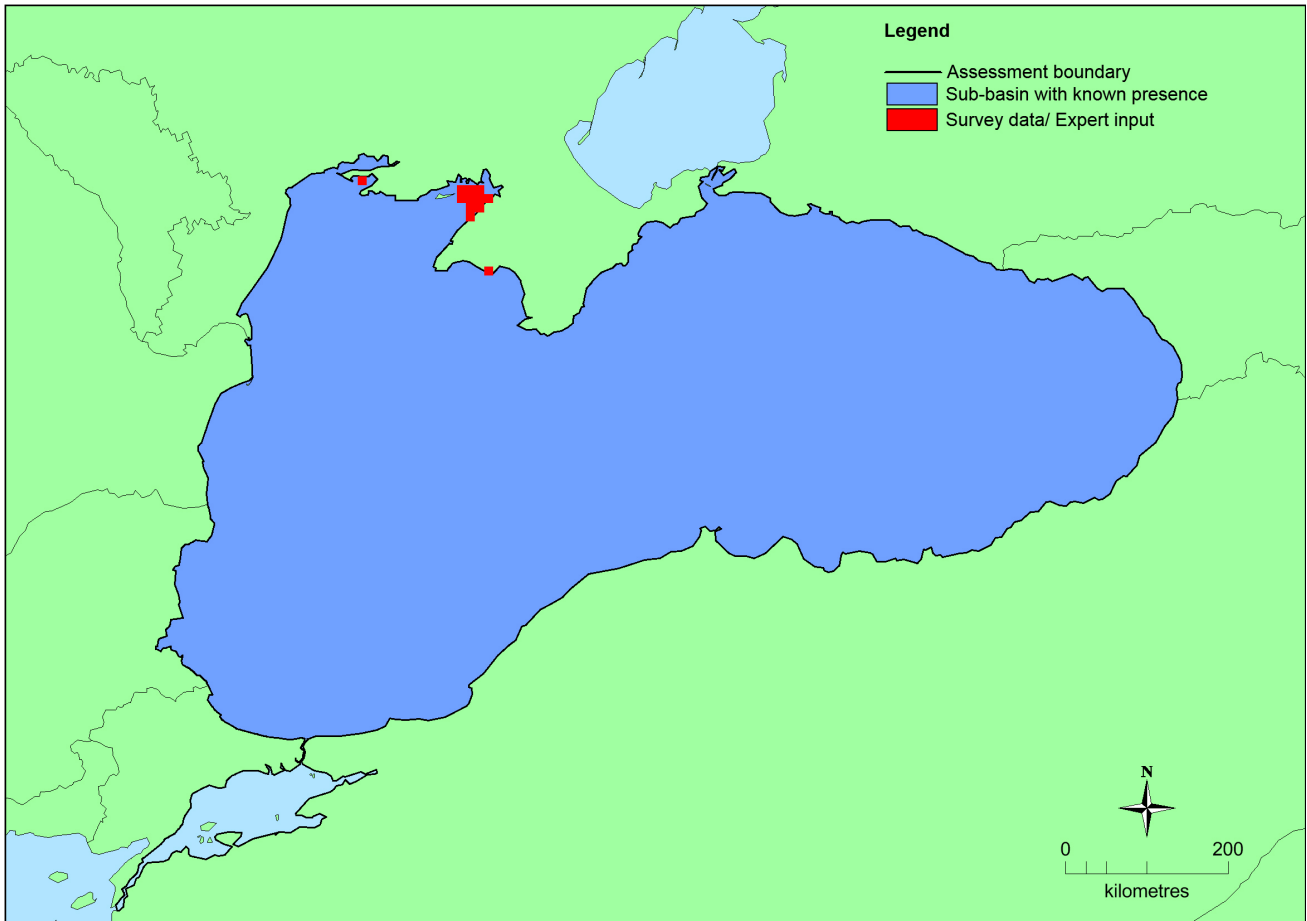 Legend
Assessment boundary
Sub-basin with known presence
Survey data/ Expert input
N
0 200
kilometres